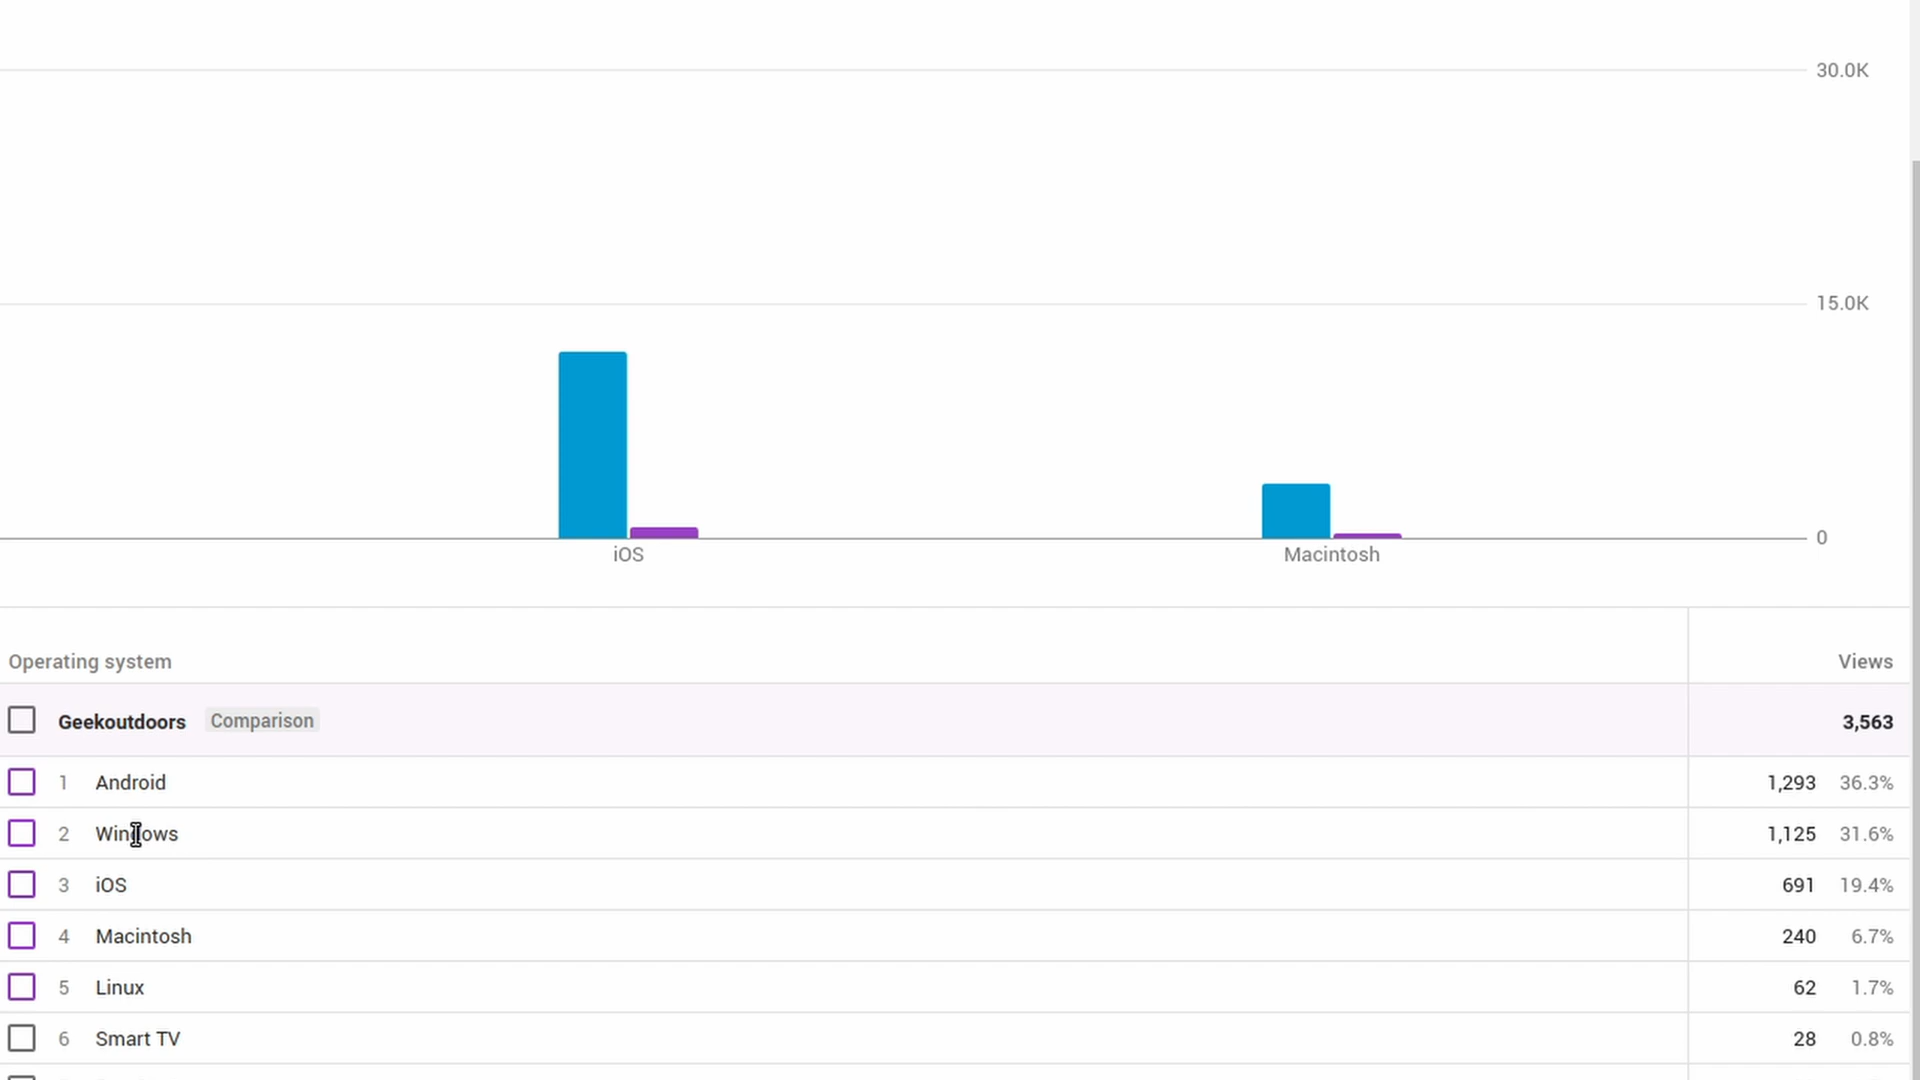 30.0K
15.0K
0
iOS
Macintosh
Operating system Views
Geekoutdoors Comparison 3,563
1 Android 1,293 36.3%
2 Windows 1,125 31.6%
3 iOS 691 19.4%
4 Macintosh 240 6.7%
5 Linux 62 1.7%
6 Smart TV 28 0.8%